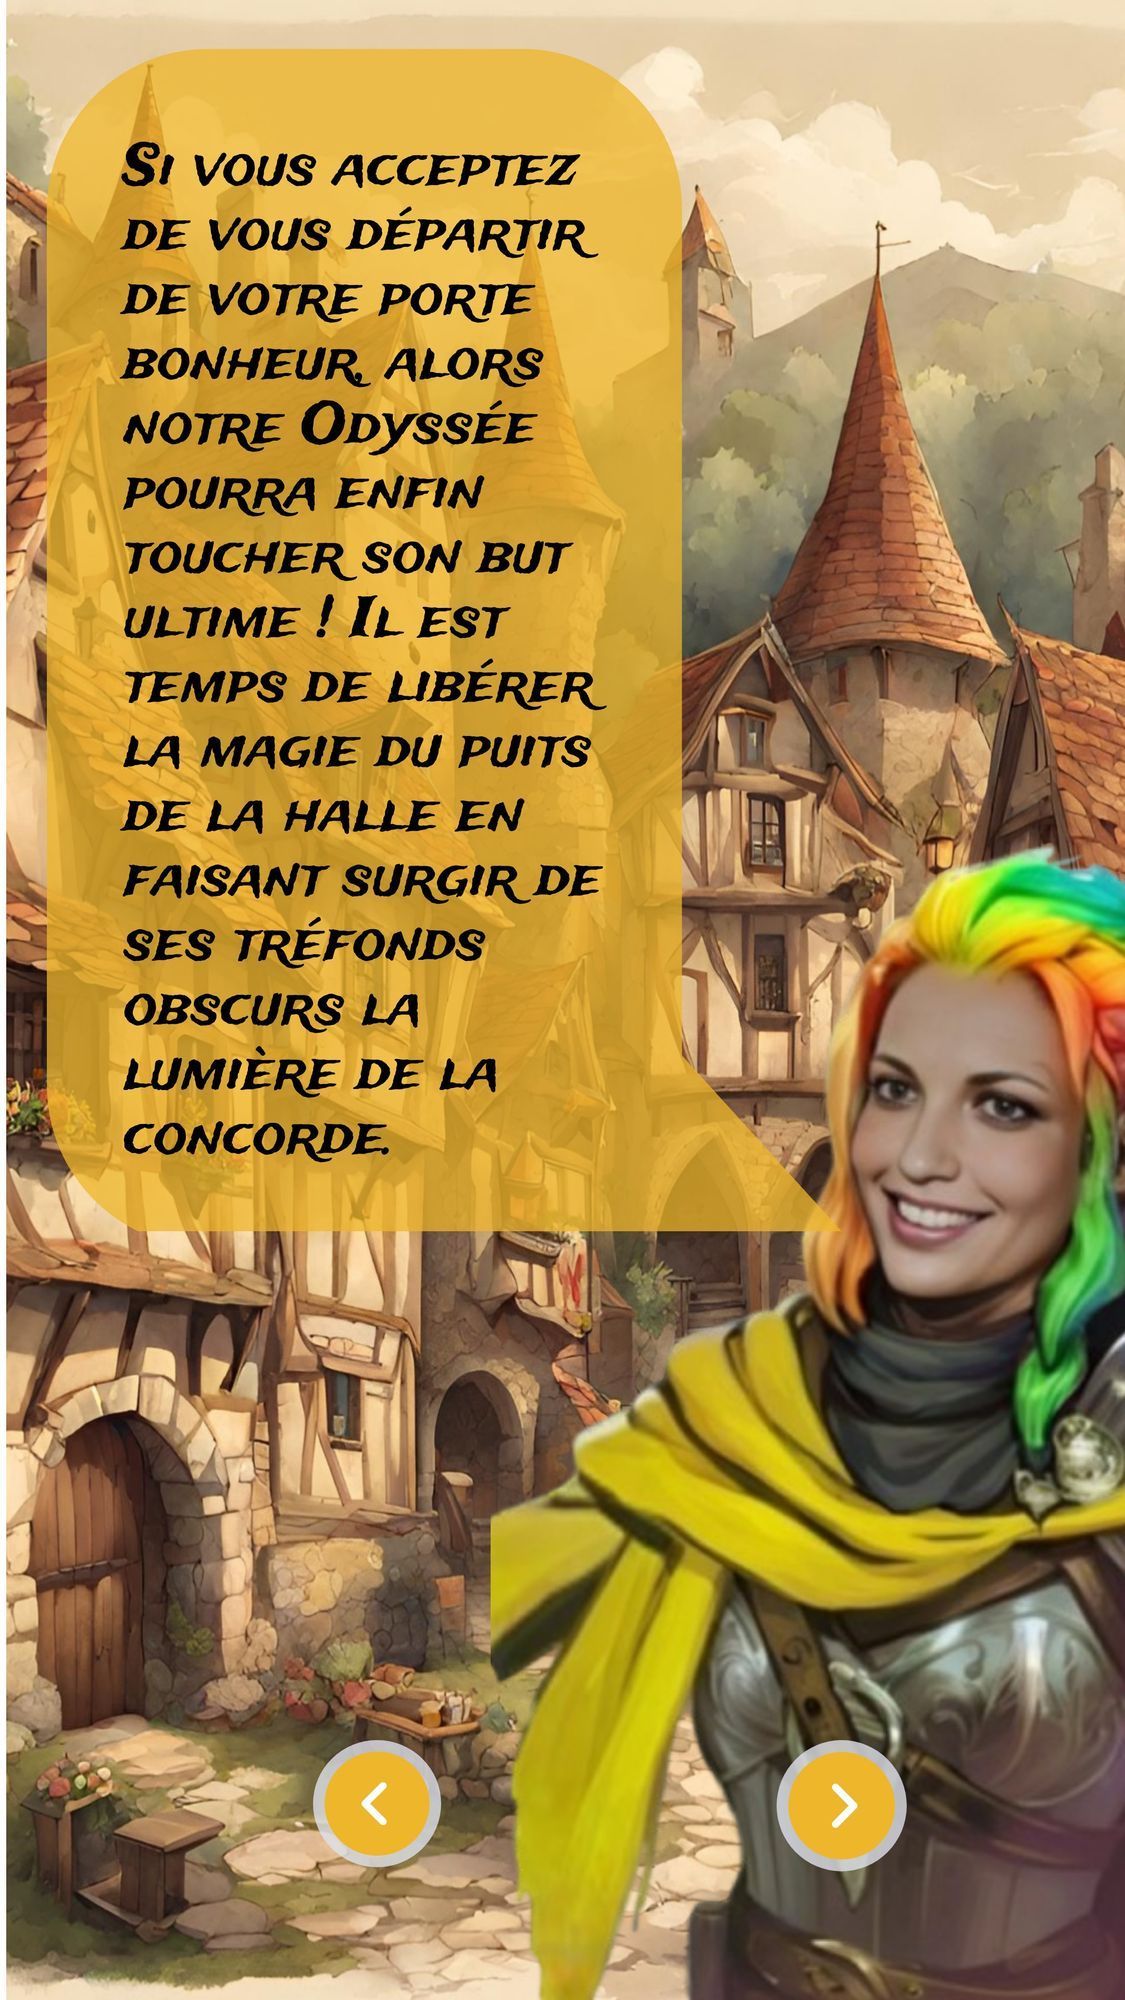 Si vous acceptez
de vous départir
de votre porte
bonheur, alors
notre Odyssée
pourra enfin
toucher son but
ultime ! Il est
temps de libérer
la magie du puits
de la halle en
faisant surgir de
ses tréfonds
obscurs la
lumière de la
concorde.